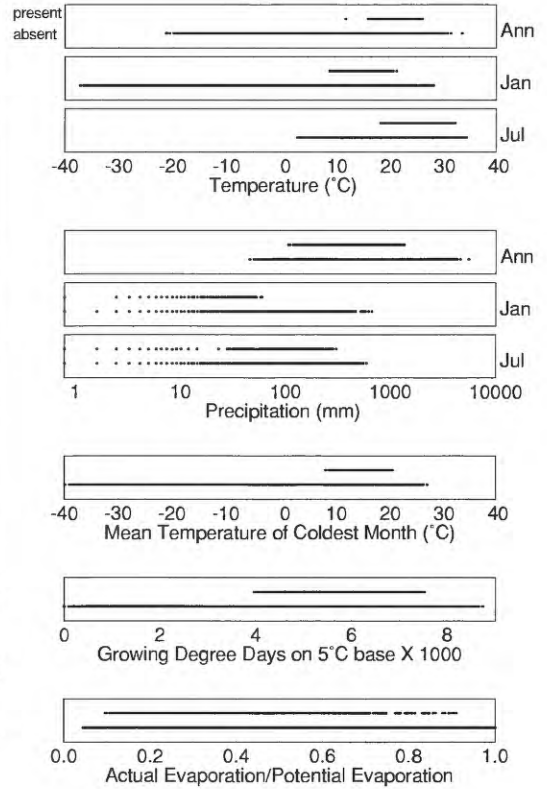 present
absent
Ann
Jan
Jul
-40 -20 -10 0 10 20 30 40
Temperature (˚C)
Ann
Jan
Jul
1 10 100 1000 10000
Precipitation (mm)
-40 -30 -20 -10 0 10 20 30 40
Mean Temperature of Coldest Month (˚C)
0 2 4 6 8
Growing Degree Days on 5˚C base X 1000
0.0 0.2 0.4 0.6 0.8 1.0
Actual Evaporation/Potential Evaporation